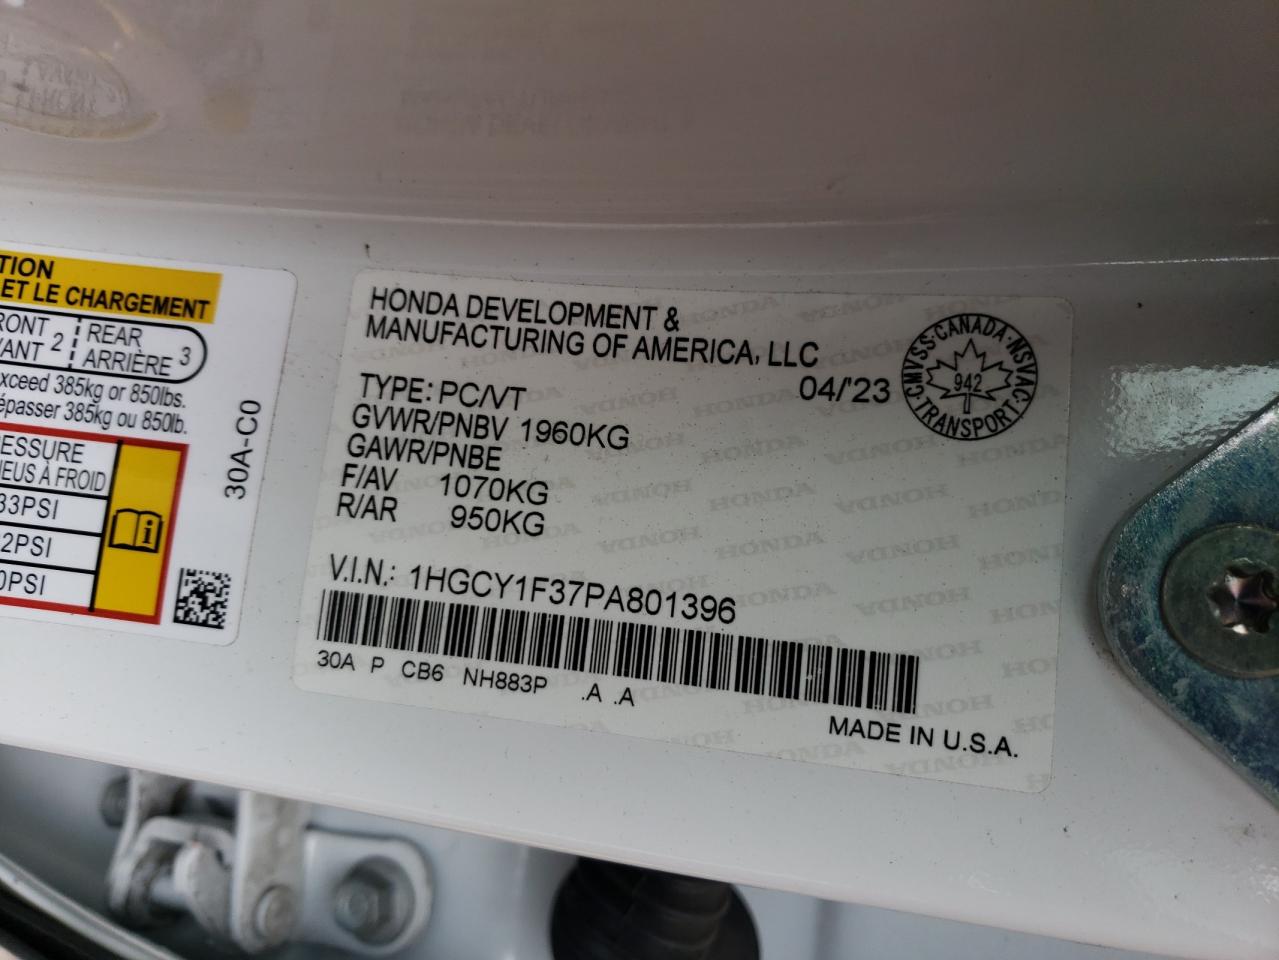 TION
ET LE CHARGEMENT
RONT 2 REAR 3
VANT ARRIÈRE
xceed 385kg or 850lbs.
épasser 385kg ou 850lb.
RESSURE
NEUS À FROID
33PSI
2PSI
0PSI
30A-C0
HONDA DEVELOPMENT &
MANUFACTURING OF AMERICA, LLC
04/'23
CMVSS·CANADA·NSVAC·TRANSPORT·
942
TYPE: PC/VT
GVWR/PNBV 1960KG
GAWR/PNBE
F/AV 1070KG
R/AR 950KG
V.I.N.: 1HGCY1F37PA801396
30A P CB6 NH883P .A .A
MADE IN U.S.A.